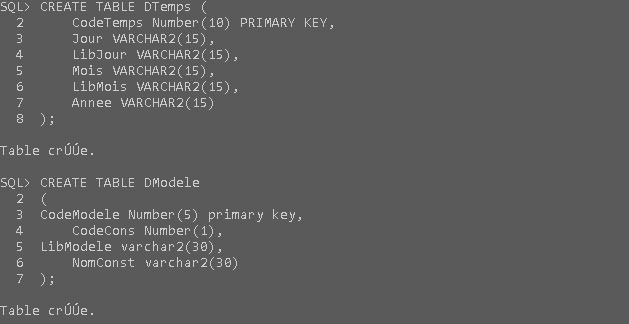 SQL> CREATE TABLE DTemps (
  2      CodeTemps Number(10) PRIMARY KEY,
  3      Jour VARCHAR2(15),
  4      LibJour VARCHAR2(15),
  5      Mois VARCHAR2(15),
  6      LibMois VARCHAR2(15),
  7      Annee VARCHAR2(15)
  8  );
Table crÚÚe.
SQL> CREATE TABLE DModele
  2  (
  3  CodeModele Number(5) primary key,
  4      CodeCons Number(1),
  5  LibModele varchar2(30),
  6      NomConst varchar2(30)
  7  );
Table crÚÚe.